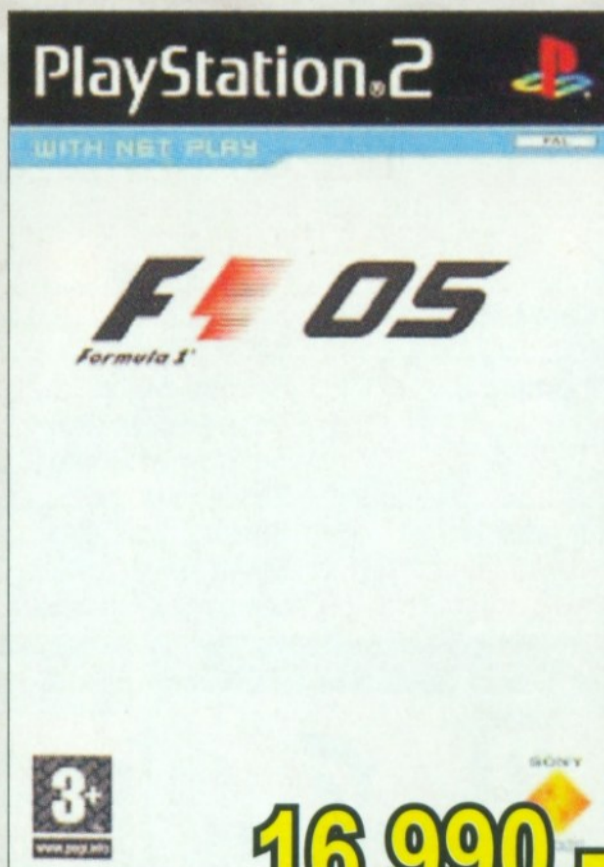 PlayStation®2
WITH NET PLAY
PAL
F1 05
Formula 1®
3+
www.pegi.info
SONY
16 990,-